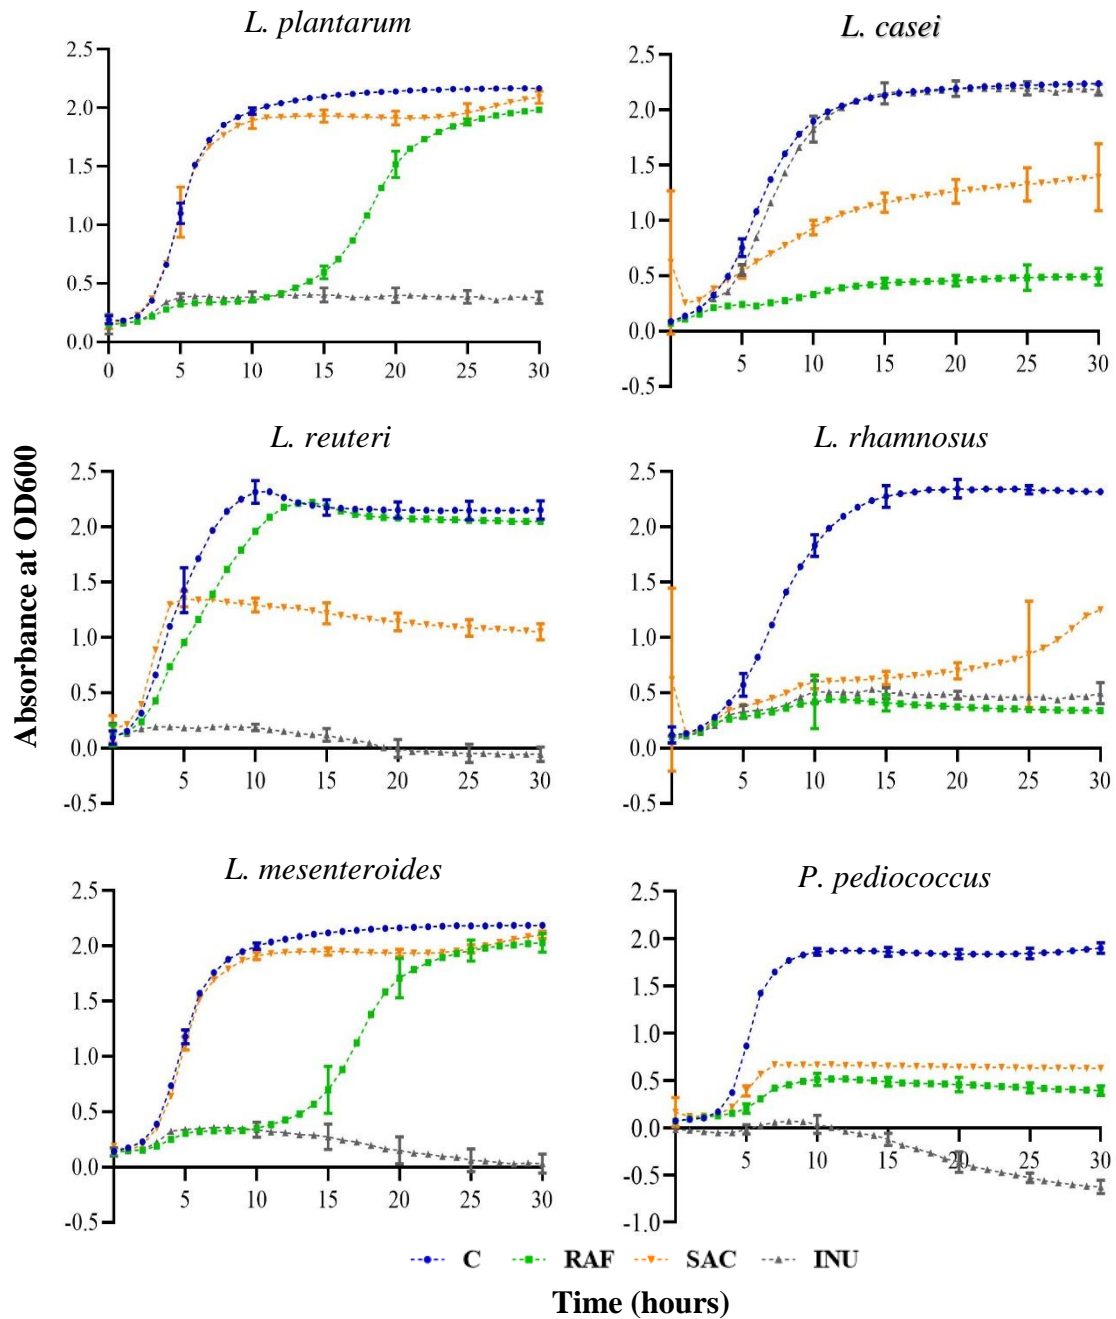 L. plantarum
2.5
2.0
1.5
1.0
0.5
0.0
0 5 10 15 20 25 30
L. casei
2.5
2.0
1.5
1.0
0.5
0.0
-0.5
5 10 15 20 25 30
Absorbance at OD600
L. reuteri
2.5
2.0
1.5
1.0
0.5
0.0
-0.5
5 10 15 20 25 30
L. rhamnosus
2.5
2.0
1.5
1.0
0.5
0.0
-0.5
5 10 15 20 25 30
L. mesenteroides
2.5
2.0
1.5
1.0
0.5
0.0
-0.5
5 10 15 20 25 30
P. pediococcus
2.5
2.0
1.5
1.0
0.5
0.0
-0.5
-1.0
5 10 15 20 25 30
C RAF SAC INU
Time (hours)